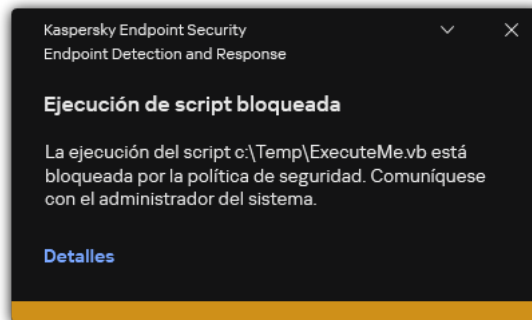 Kaspersky Endpoint Security
Endpoint Detection and Response
Ejecución de script bloqueada
La ejecución del script c:\Temp\ExecuteMe.vb está
bloqueada por la política de seguridad. Comuníquese
con el administrador del sistema.
Detalles